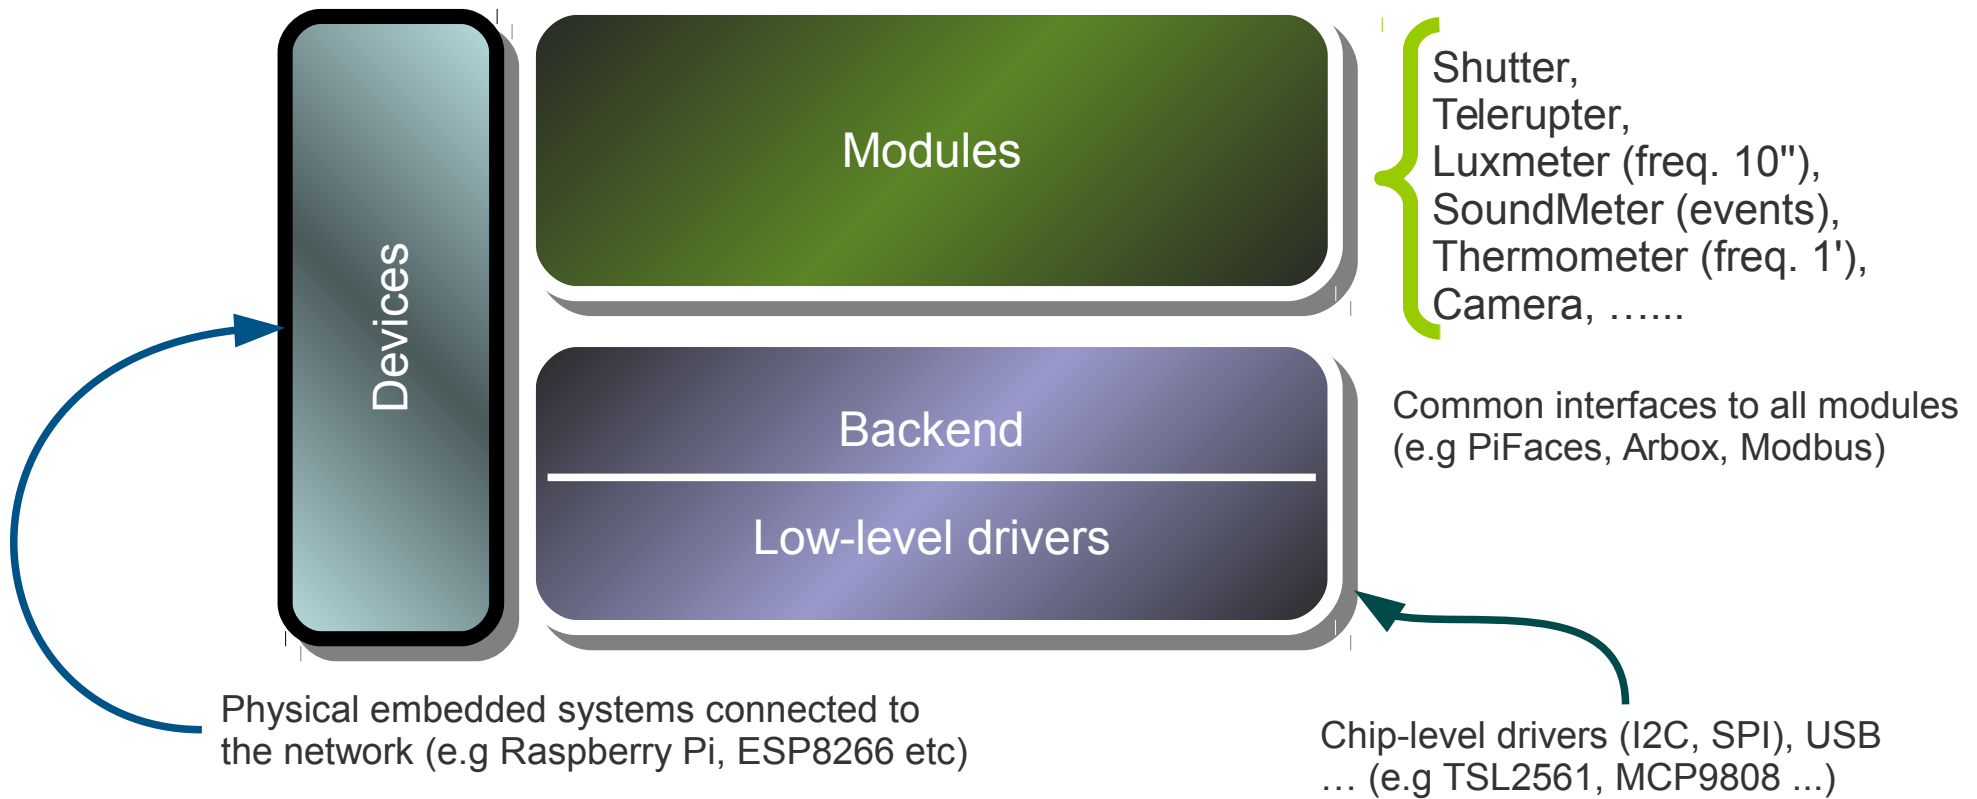 Devices
Modules
Shutter,
Telerupter,
Luxmeter (freq. 10"),
SoundMeter (events),
Thermometer (freq. 1'),
Camera, …...
Backend
Low-level drivers
Common interfaces to all modules
(e.g PiFaces, Arbox, Modbus)
Physical embedded systems connected to
the network (e.g Raspberry Pi, ESP8266 etc)
Chip-level drivers (I2C, SPI), USB
… (e.g TSL2561, MCP9808 ...)